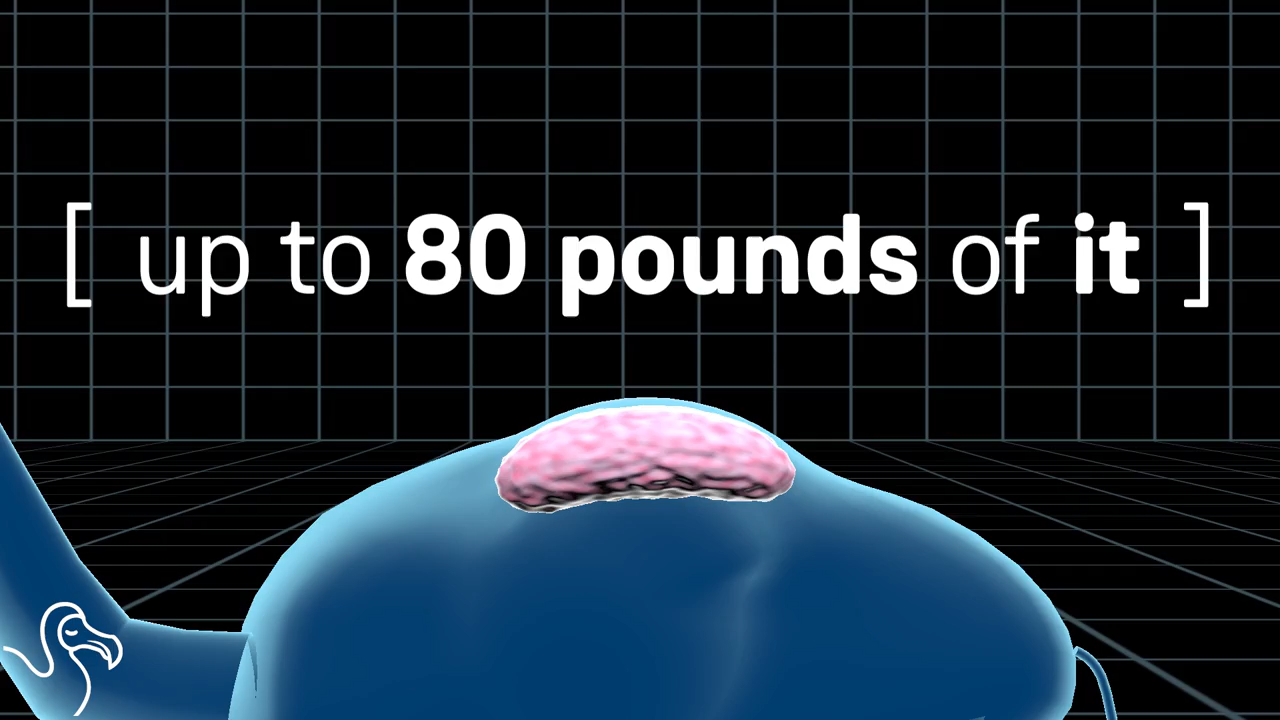 [ up to 80 pounds of it ]